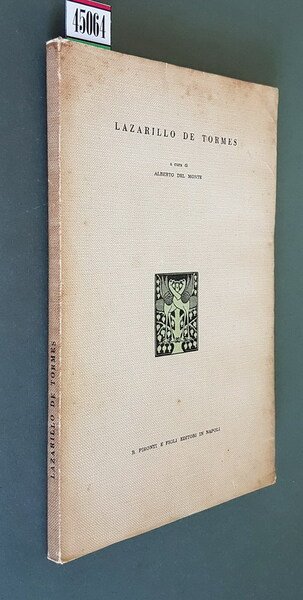 45064
LAZARILLO DE TORMES
a cura di
ALBERTO DEL MONTE
R. PIRONTI E FIGLI EDITORI IN NAPOLI
LAZARILLO DE TORMES